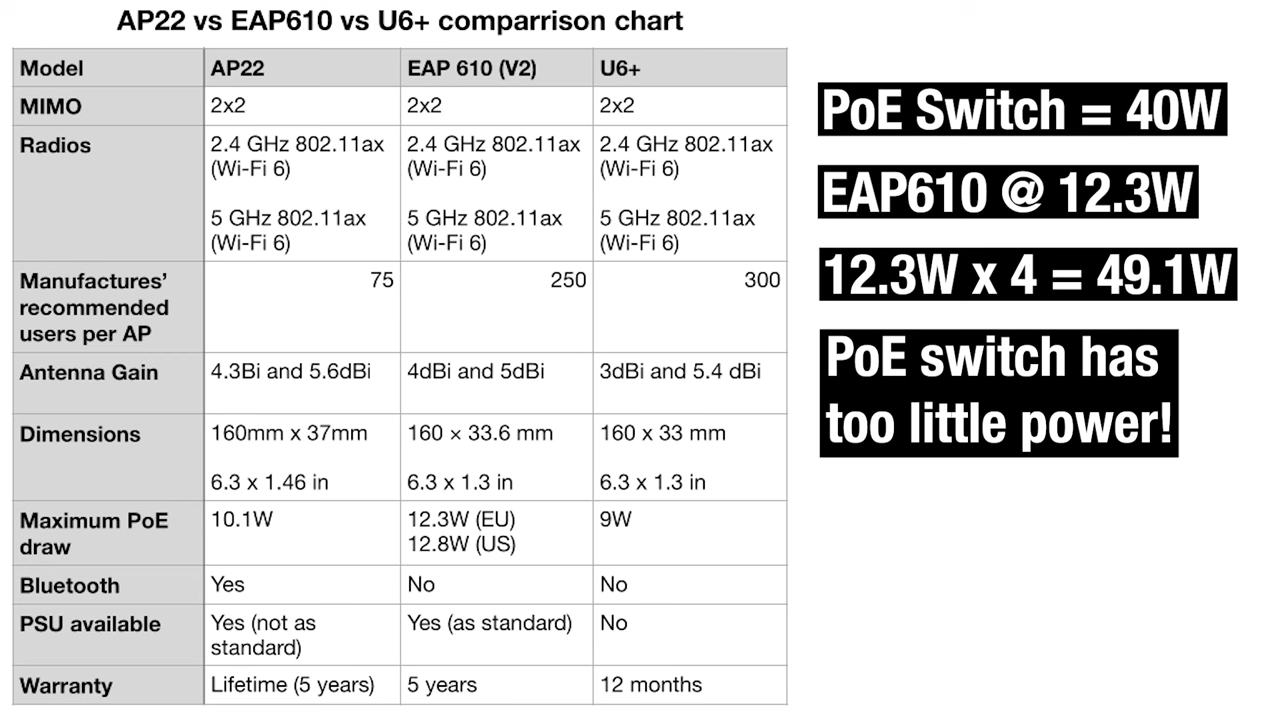 AP22 vs EAP610 vs U6+ comparrison chart
Model AP22 EAP 610 (V2) U6+
MIMO 2x2 2x2 2x2
Radios 2.4 GHz 802.11ax 2.4 GHz 802.11ax 2.4 GHz 802.11ax
(Wi-Fi 6) (Wi-Fi 6) (Wi-Fi 6)
5 GHz 802.11ax 5 GHz 802.11ax 5 GHz 802.11ax
(Wi-Fi 6) (Wi-Fi 6) (Wi-Fi 6)
Manufactures’ 75 250 300
recommended
users per AP
Antenna Gain 4.3Bi and 5.6dBi 4dBi and 5dBi 3dBi and 5.4 dBi
Dimensions 160mm x 37mm 160 × 33.6 mm 160 x 33 mm
6.3 x 1.46 in 6.3 x 1.3 in 6.3 x 1.3 in
Maximum PoE 10.1W 12.3W (EU) 9W
draw 12.8W (US)
Bluetooth Yes No No
PSU available Yes (not as Yes (as standard) No
standard)
Warranty Lifetime (5 years) 5 years 12 months
PoE Switch = 40W
EAP610 @ 12.3W
12.3W x 4 = 49.1W
PoE switch has
too little power!